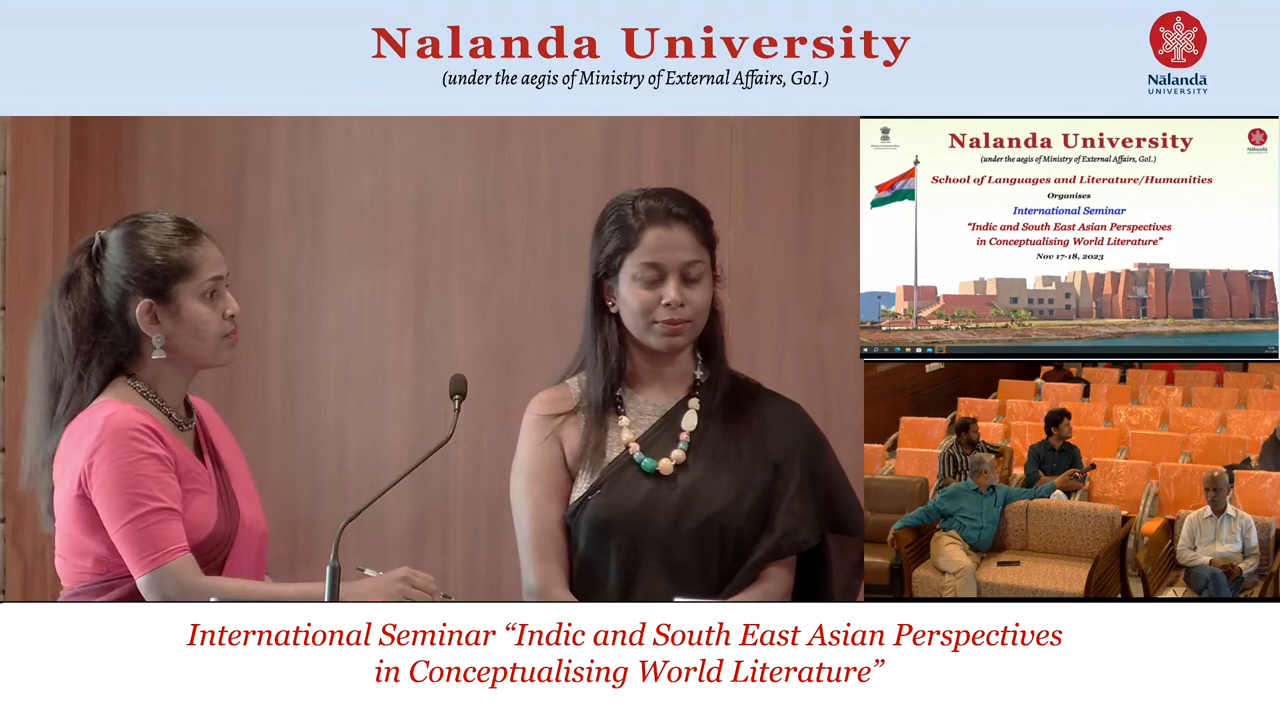 Nalanda University
(under the aegis of Ministry of External Affairs, GoI.)
Nālandā
UNIVERSITY
Nalanda University
(under the aegis of Ministry of External Affairs, GoI.)
School of Languages and Literature/Humanities
Organises
International Seminar
“Indic and South East Asian Perspectives
in Conceptualising World Literature”
Nov 17-18, 2023
International Seminar “Indic and South East Asian Perspectives
in Conceptualising World Literature”